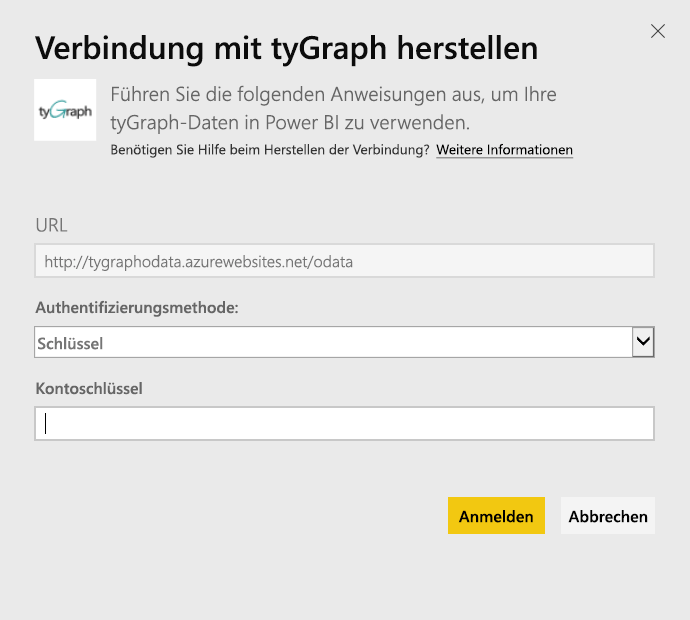 Verbindung mit tyGraph herstellen
tyGraph
Führen Sie die folgenden Anweisungen aus, um Ihre
tyGraph-Daten in Power BI zu verwenden.
Benötigen Sie Hilfe beim Herstellen der Verbindung? Weitere Informationen
URL
http://tygraphodata.azurewebsites.net/odata
Authentifizierungsmethode:
Schlüssel
Kontoschlüssel
Anmelden Abbrechen